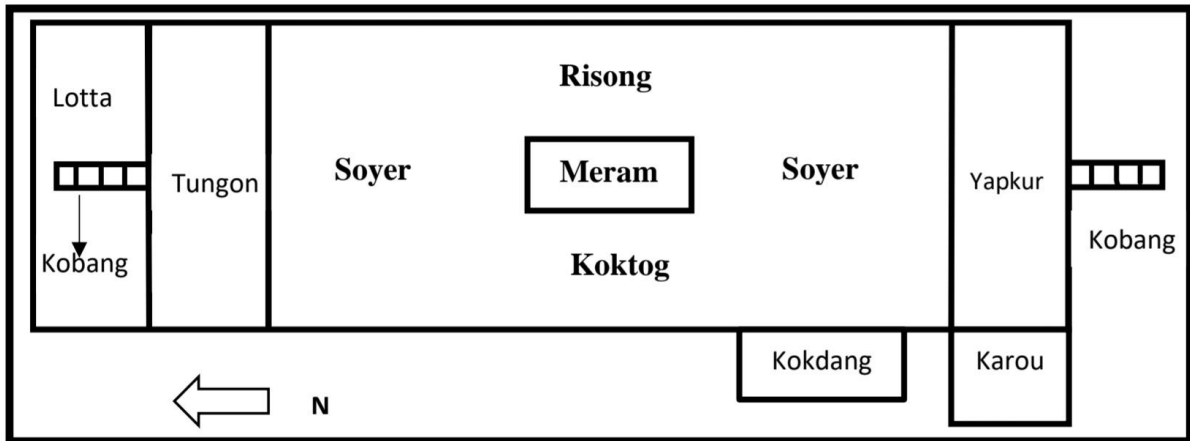 Risong
Lotta
Soyer
Meram
Soyer
Tungon
Yapkur
Kobang
Kobang
Koktog
Kokdang
Karou
N